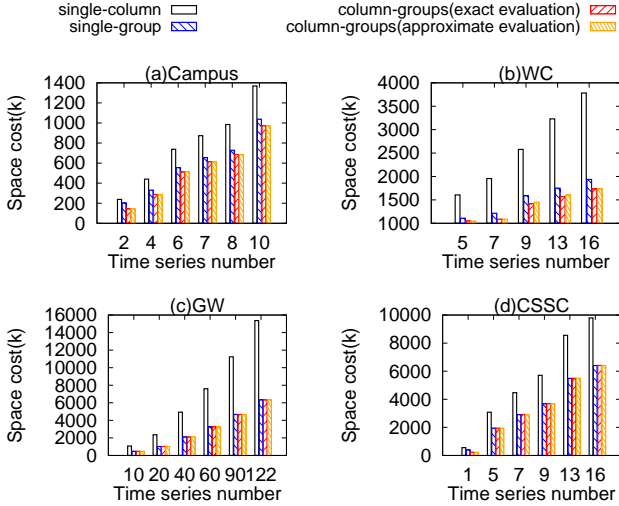 single-column
single-group
column-groups(exact evaluation)
column-groups(approximate evaluation)
(a)Campus
Space cost(k)
1400
1200
1000
800
600
400
200
0
2 4 6 7 8 10
Time series number
(b)WC
Space cost(k)
4000
3500
3000
2500
2000
1500
1000
5 7 9 13 16
Time series number
(c)GW
Space cost(k)
16000
14000
12000
10000
8000
6000
4000
2000
0
10 20 40 60 90 122
Time series number
(d)CSSC
Space cost(k)
10000
8000
6000
4000
2000
0
1 5 7 9 13 16
Time series number